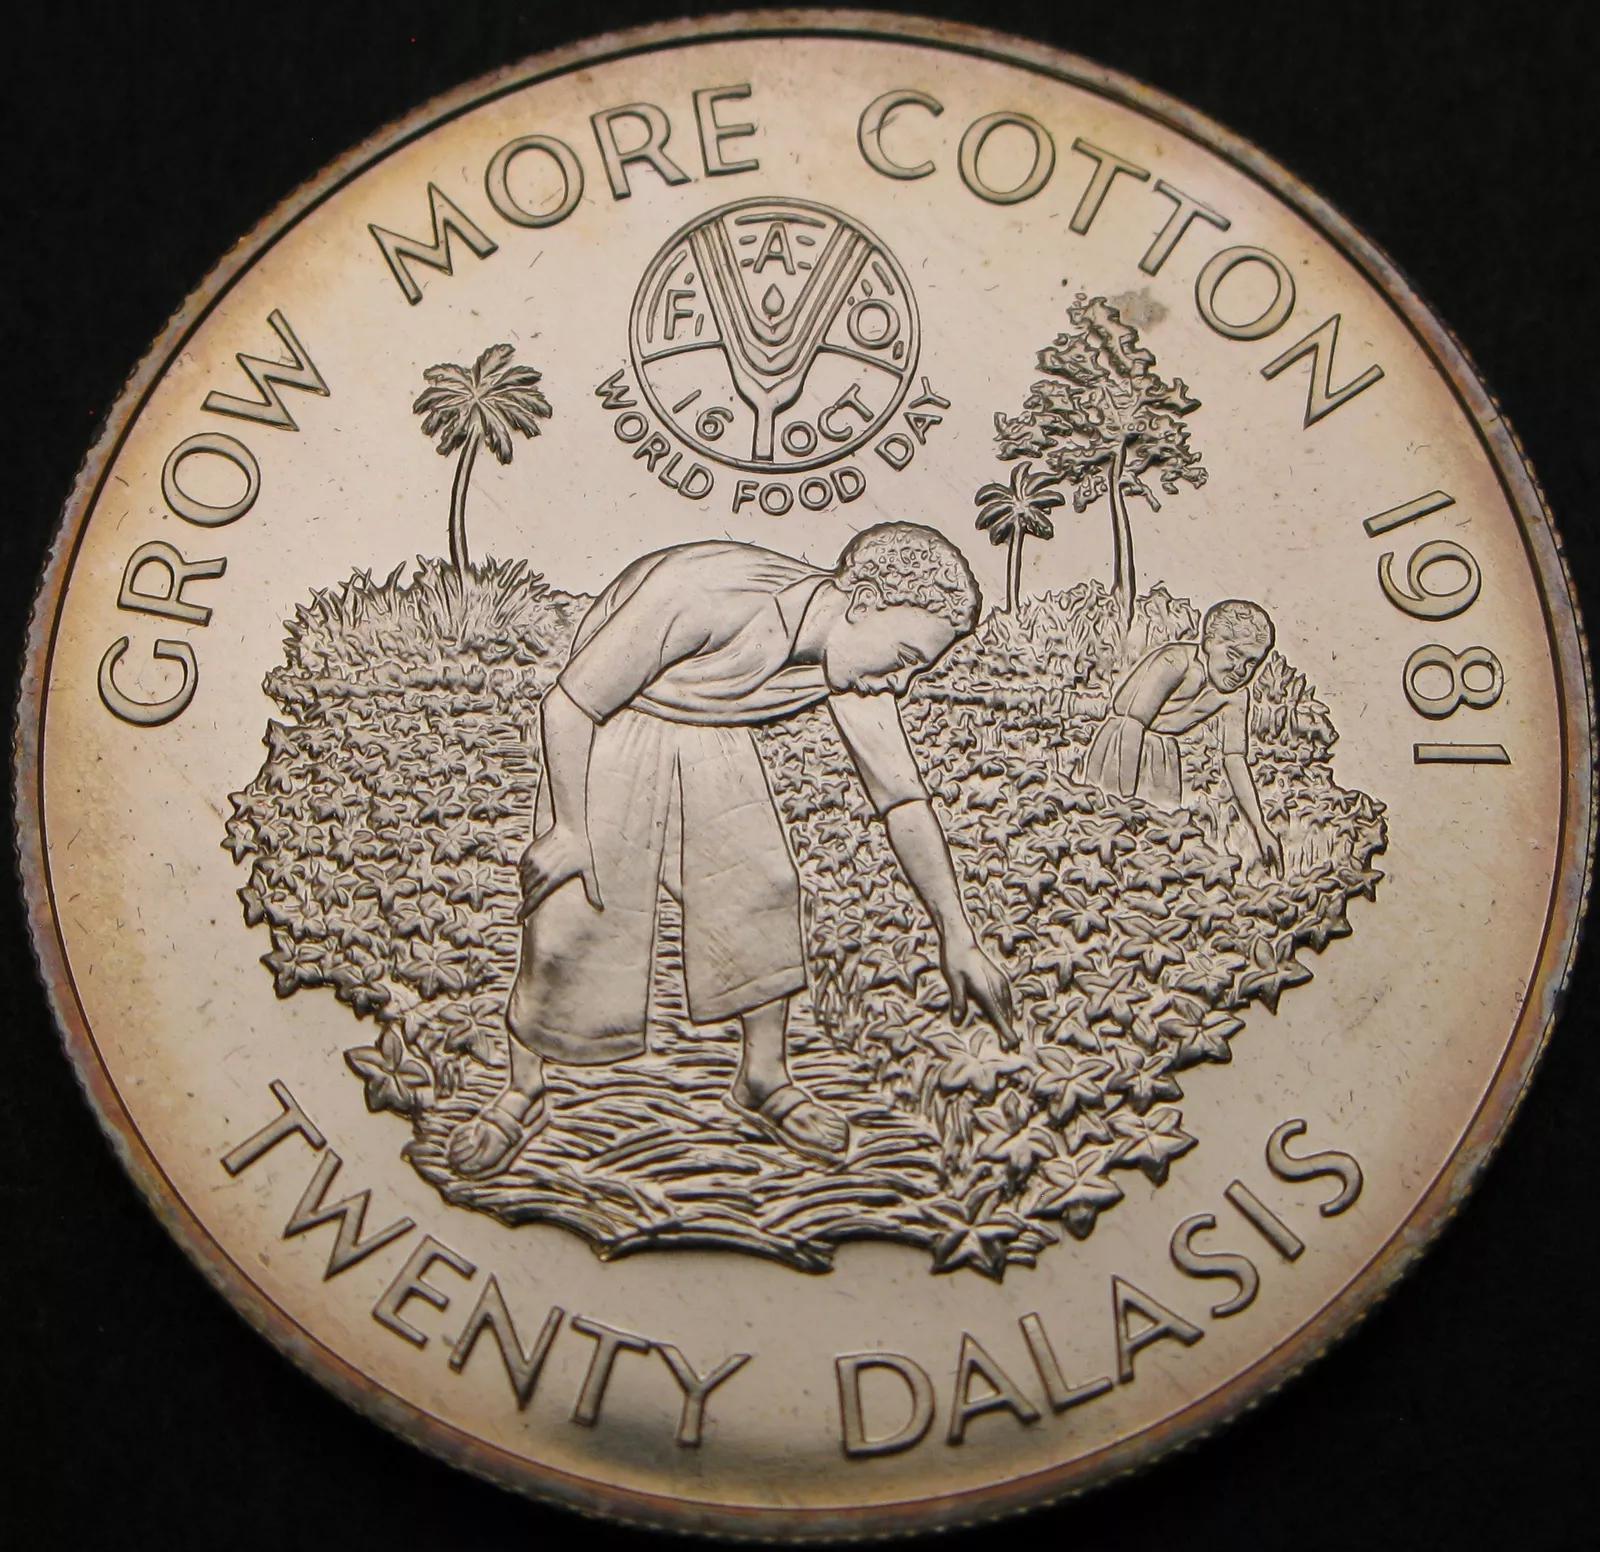 GROW MORE COTTON 1981
F A O
16 OCT
WORLD FOOD DAY
TWENTY DALASIS